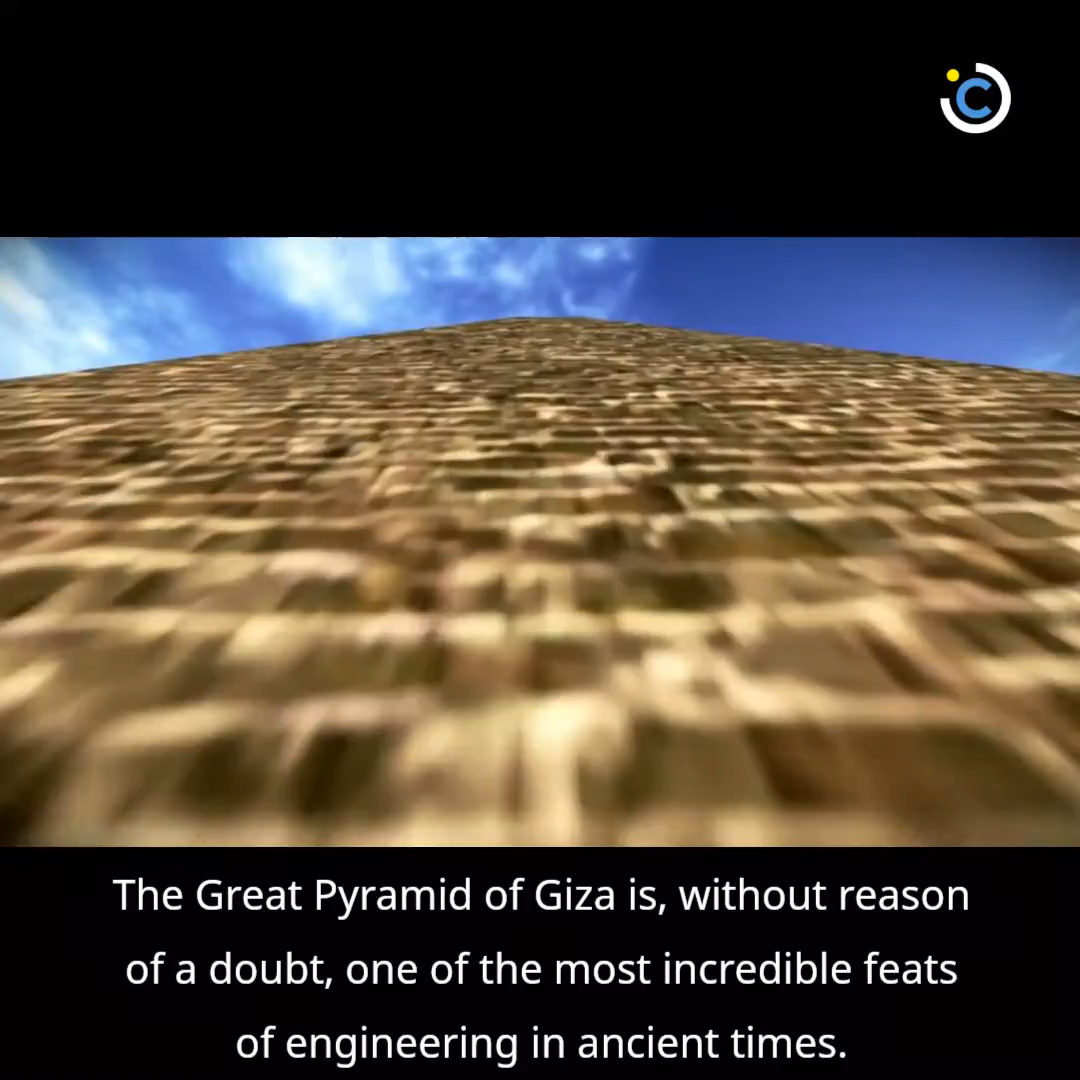 The Great Pyramid of Giza is, without reason
of a doubt, one of the most incredible feats
of engineering in ancient times.